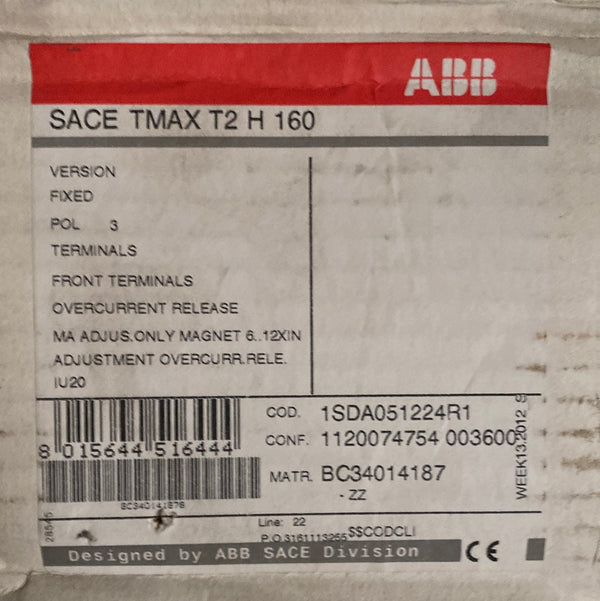 ABB
SACE TMAX T2 H 160
VERSION
FIXED
POL 3
TERMINALS
FRONT TERMINALS
OVERCURRENT RELEASE
MA ADJUS.ONLY MAGNET 6..12XIN
ADJUSTMENT OVERCURR.RELE.
IU20
COD. 1SDA051224R1
CONF. 1120074754 003600
8 015644 516444
MATR. BC34014187
- ZZ
WEEK13.2012
Line: 22
P.O.3161113265
SSCODCLI
Designed by ABB SACE Division
CE